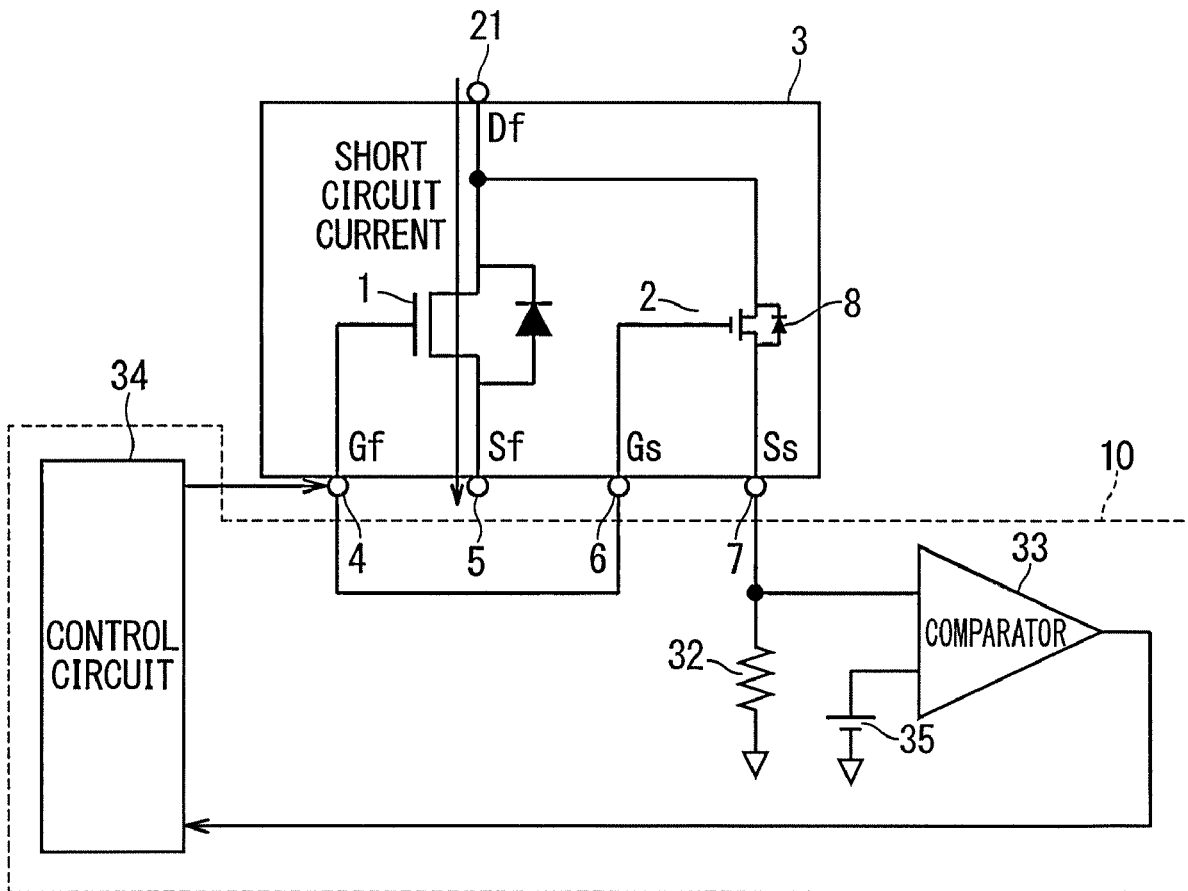 21
3
Df
SHORT
CIRCUIT
CURRENT
1
2
8
34
Gf
Sf
Gs
Ss
10
4
5
6
7
33
CONTROL
CIRCUIT
COMPARATOR
32
35